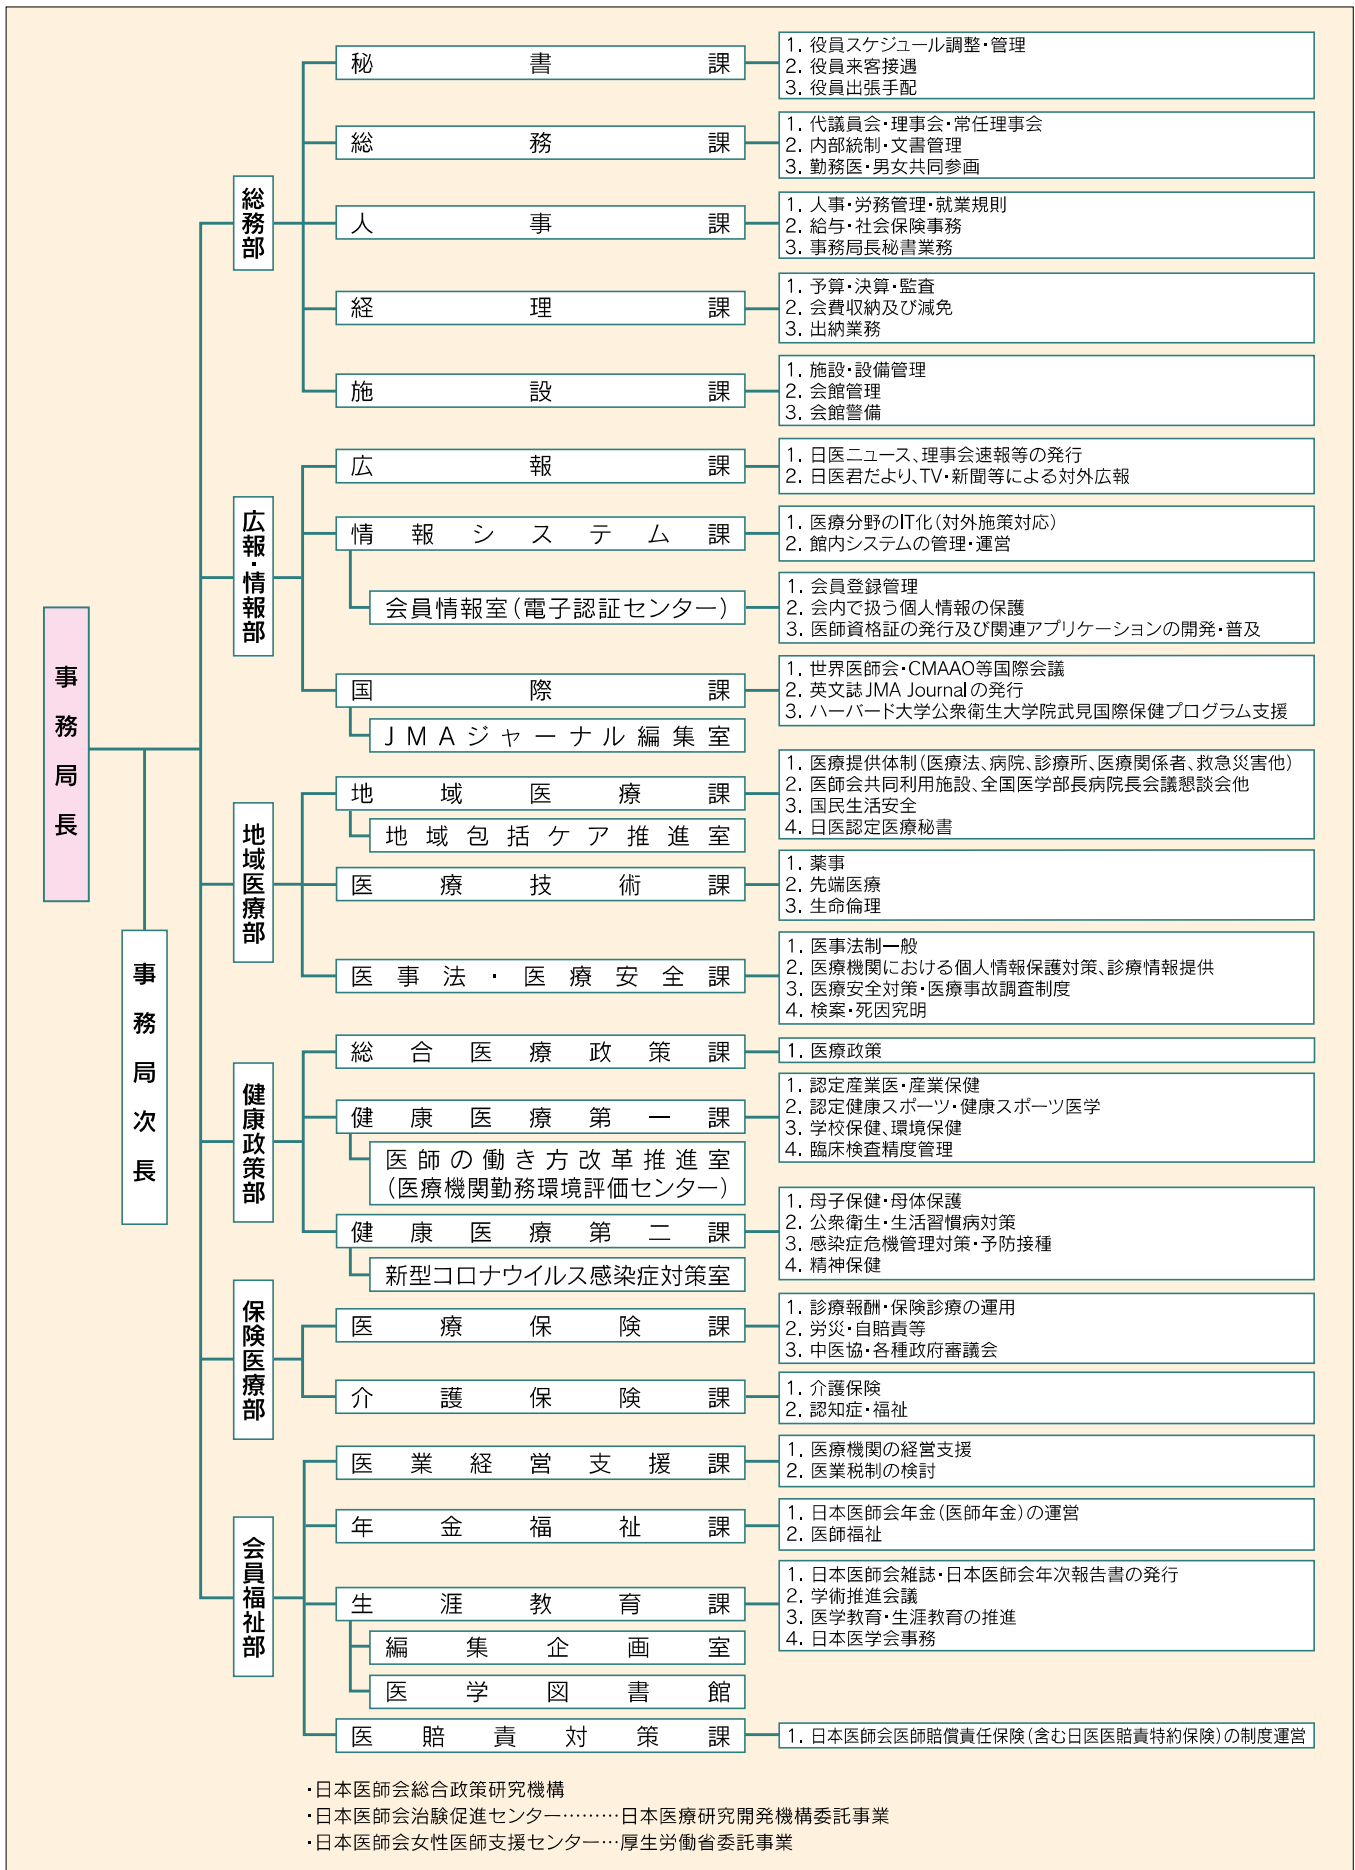 事務局長
事務局次長
総務部
秘書課
1. 役員スケジュール調整・管理
2. 役員来客接遇
3. 役員出張手配
総務課
1. 代議員会・理事会・常任理事会
2. 内部統制・文書管理
3. 勤務医・男女共同参画
人事課
1. 人事・労務管理・就業規則
2. 給与・社会保険事務
3. 事務局長秘書業務
経理課
1. 予算・決算・監査
2. 会費収納及び減免
3. 出納業務
施設課
1. 施設・設備管理
2. 会館管理
3. 会館警備
広報・情報部
広報課
1. 日医ニュース、理事会速報等の発行
2. 日医君だより、TV・新聞等による対外広報
情報システム課
1. 医療分野のIT化(対外施策対応)
2. 館内システムの管理・運営
会員情報室(電子認証センター)
1. 会員登録管理
2. 会内で扱う個人情報の保護
3. 医師資格証の発行及び関連アプリケーションの開発・普及
国際課
1. 世界医師会・CMAAO等国際会議
2. 英文誌JMA Journalの発行
3. ハーバード大学公衆衛生大学院武見国際保健プログラム支援
JMAジャーナル編集室
地域医療部
地域医療課
1. 医療提供体制(医療法、病院、診療所、医療関係者、救急災害他)
2. 医師会共同利用施設、全国医学部長病院長会議懇談会他
3. 国民生活安全
4. 日医認定医療秘書
地域包括ケア推進室
医療技術課
1. 薬事
2. 先端医療
3. 生命倫理
医事法・医療安全課
1. 医事法制一般
2. 医療機関における個人情報保護対策、診療情報提供
3. 医療安全対策・医療事故調査制度
4. 検案・死因究明
健康政策部
総合医療政策課
1. 医療政策
健康医療第一課
1. 認定産業医・産業保健
2. 認定健康スポーツ・健康スポーツ医学
3. 学校保健、環境保健
4. 臨床検査精度管理
医師の働き方改革推進室
(医療機関勤務環境評価センター)
健康医療第二課
1. 母子保健・母体保護
2. 公衆衛生・生活習慣病対策
3. 感染症危機管理対策・予防接種
4. 精神保健
新型コロナウイルス感染症対策室
保険医療部
医療保険課
1. 診療報酬・保険診療の運用
2. 労災・自賠責等
3. 中医協・各種政府審議会
介護保険課
1. 介護保険
2. 認知症・福祉
会員福祉部
医業経営支援課
1. 医療機関の経営支援
2. 医業税制の検討
年金福祉課
1. 日本医師会年金(医師年金)の運営
2. 医師福祉
生涯教育課
1. 日本医師会雑誌・日本医師会年次報告書の発行
2. 学術推進会議
3. 医学教育・生涯教育の推進
4. 日本医学会事務
編集企画室
医学図書館
医賠責対策課
1. 日本医師会医師賠償責任保険(含む日医医賠責特約保険)の制度運営
・日本医師会総合政策研究機構
・日本医師会治験促進センター………日本医療研究開発機構委託事業
・日本医師会女性医師支援センター…厚生労働省委託事業